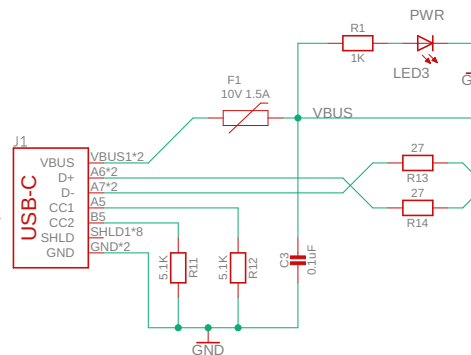 PWR
R1
1K
LED3
G
F1
10V 1.5A
VBUS
J1
USB-C
VBUS
D+
D-
CC1
CC2
SHLD
GND
VBUS1*2
A6*2
A7*2
A5
B5
SHLD1*8
GND*2
27
R13
27
R14
5.1K
R11
5.1K
R12
C3
0.1uF
GND